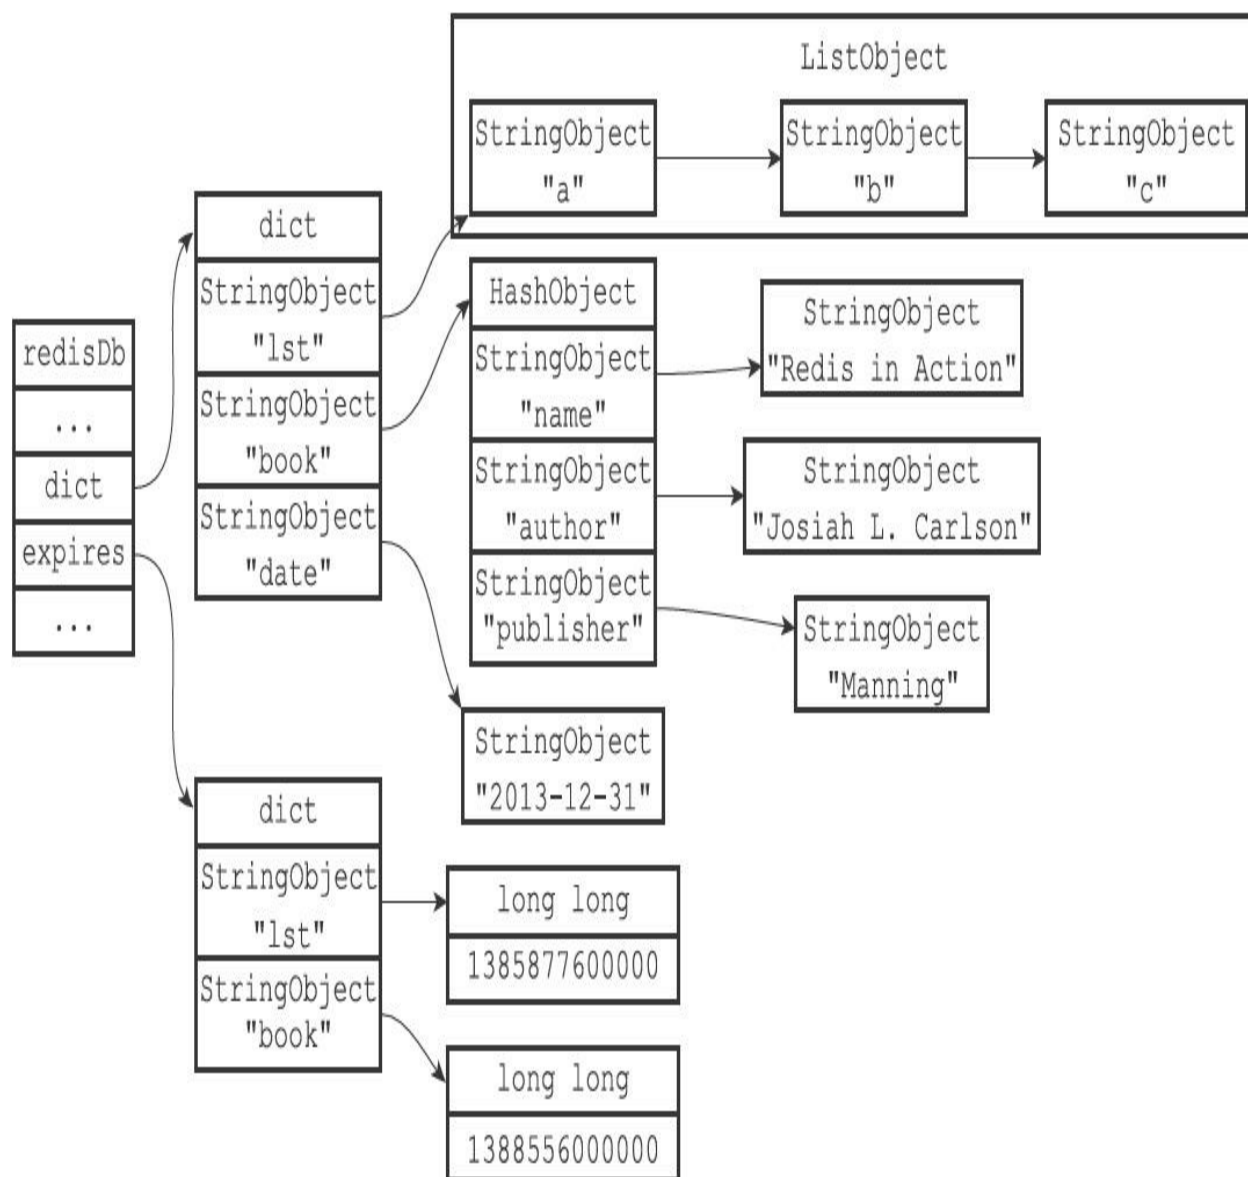 redisDb
...
dict
expires
...
dict
StringObject
"lst"
StringObject
"book"
StringObject
"date"
ListObject
StringObject
"a"
StringObject
"b"
StringObject
"c"
HashObject
StringObject
"name"
StringObject
"author"
StringObject
"publisher"
StringObject
"Redis in Action"
StringObject
"Josiah L. Carlson"
StringObject
"Manning"
StringObject
"2013-12-31"
dict
StringObject
"lst"
StringObject
"book"
long long
1385877600000
long long
1388556000000